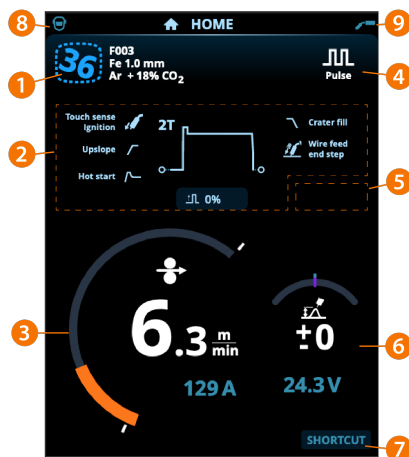 8
HOME
9
36
F003
Fe 1.0 mm
Ar + 18% CO2
Pulse
1
4
Touch sense
Ignition
2T
Crater fill
2
Upslope
Wire feed
end step
Hot start
5
0%
3
6.3 m/min
±0
6
129 A
24.3 V
SHORTCUT
7